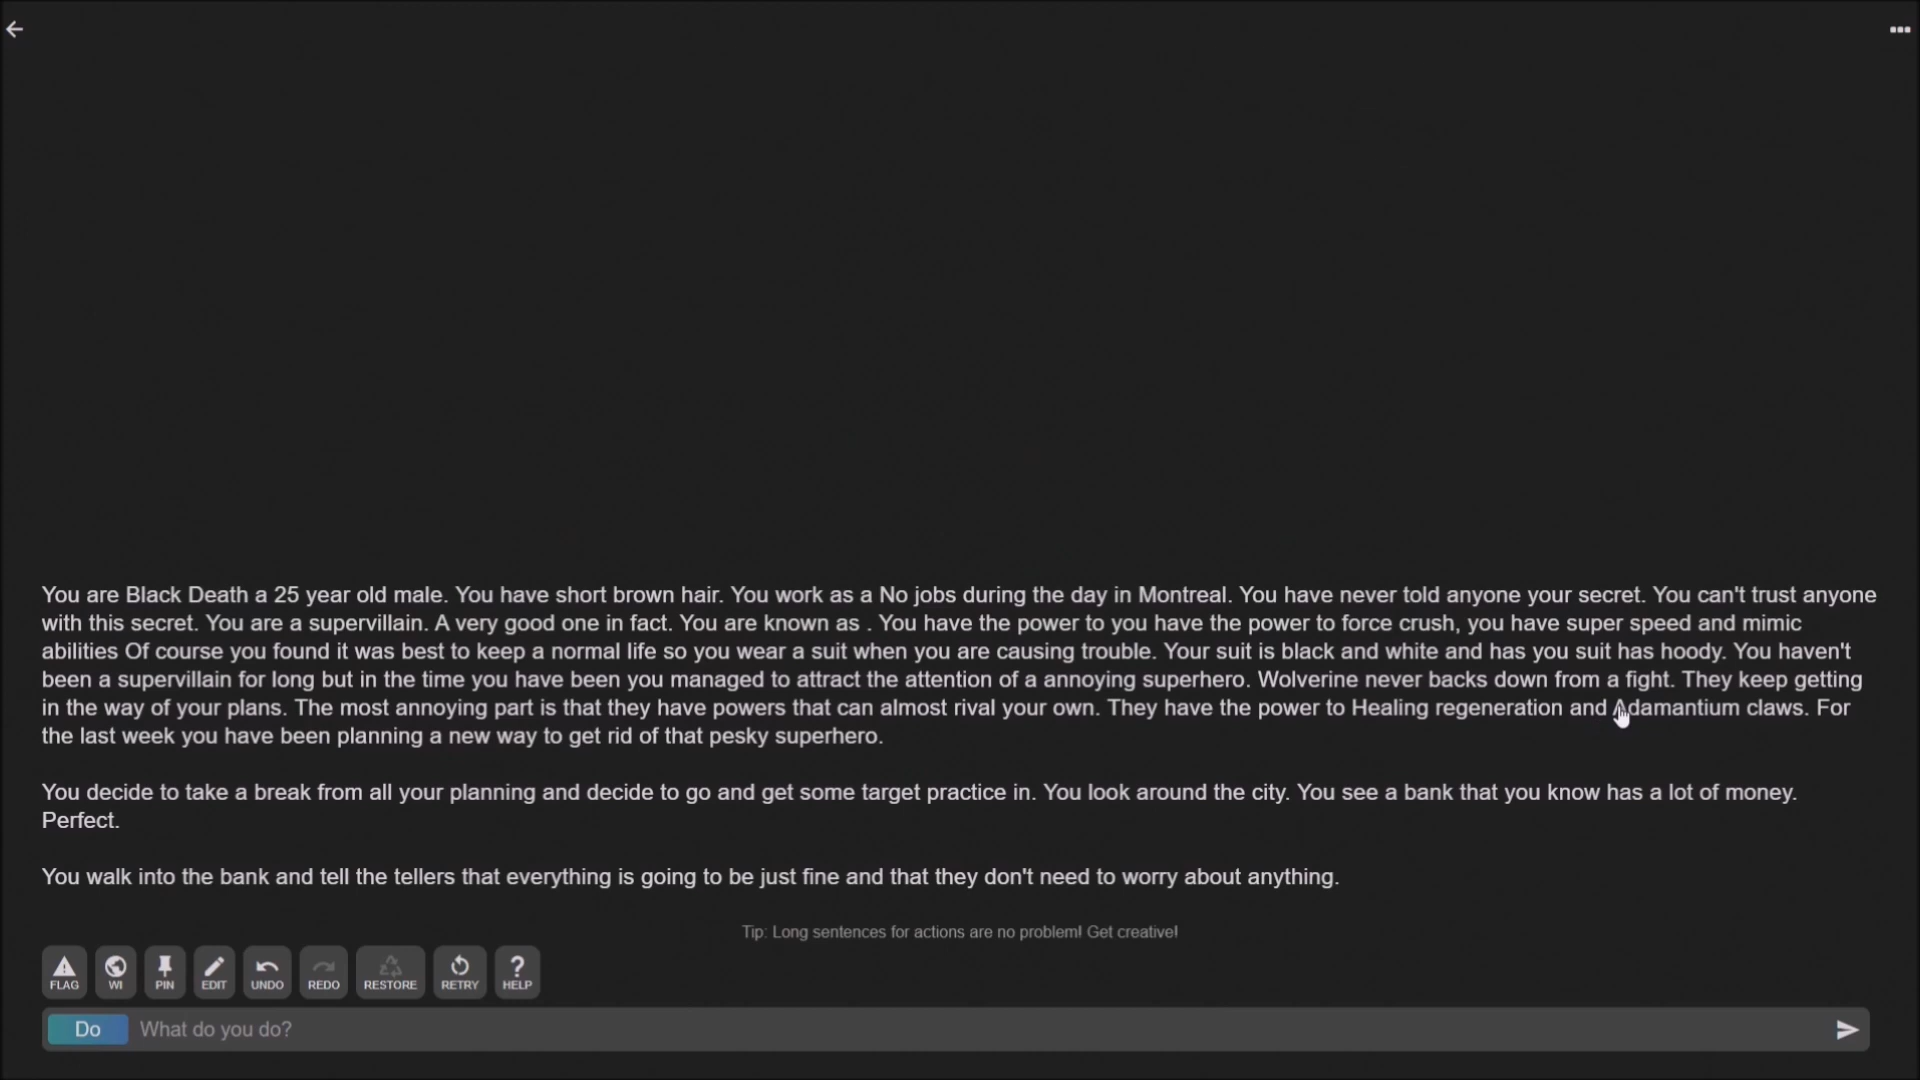 You are Black Death a 25 year old male. You have short brown hair. You work as a No jobs during the day in Montreal. You have never told anyone your secret. You can't trust anyone
with this secret. You are a supervillain. A very good one in fact. You are known as . You have the power to you have the power to force crush, you have super speed and mimic
abilities Of course you found it was best to keep a normal life so you wear a suit when you are causing trouble. Your suit is black and white and has you suit has hoody. You haven't
been a supervillain for long but in the time you have been you managed to attract the attention of a annoying superhero. Wolverine never backs down from a fight. They keep getting
in the way of your plans. The most annoying part is that they have powers that can almost rival your own. They have the power to Healing regeneration and Adamantium claws. For
the last week you have been planning a new way to get rid of that pesky superhero.
You decide to take a break from all your planning and decide to go and get some target practice in. You look around the city. You see a bank that you know has a lot of money.
Perfect.
You walk into the bank and tell the tellers that everything is going to be just fine and that they don't need to worry about anything.
Tip: Long sentences for actions are no problem! Get creative!
FLAG WI PIN EDIT UNDO REDO RESTORE RETRY HELP
Do What do you do?